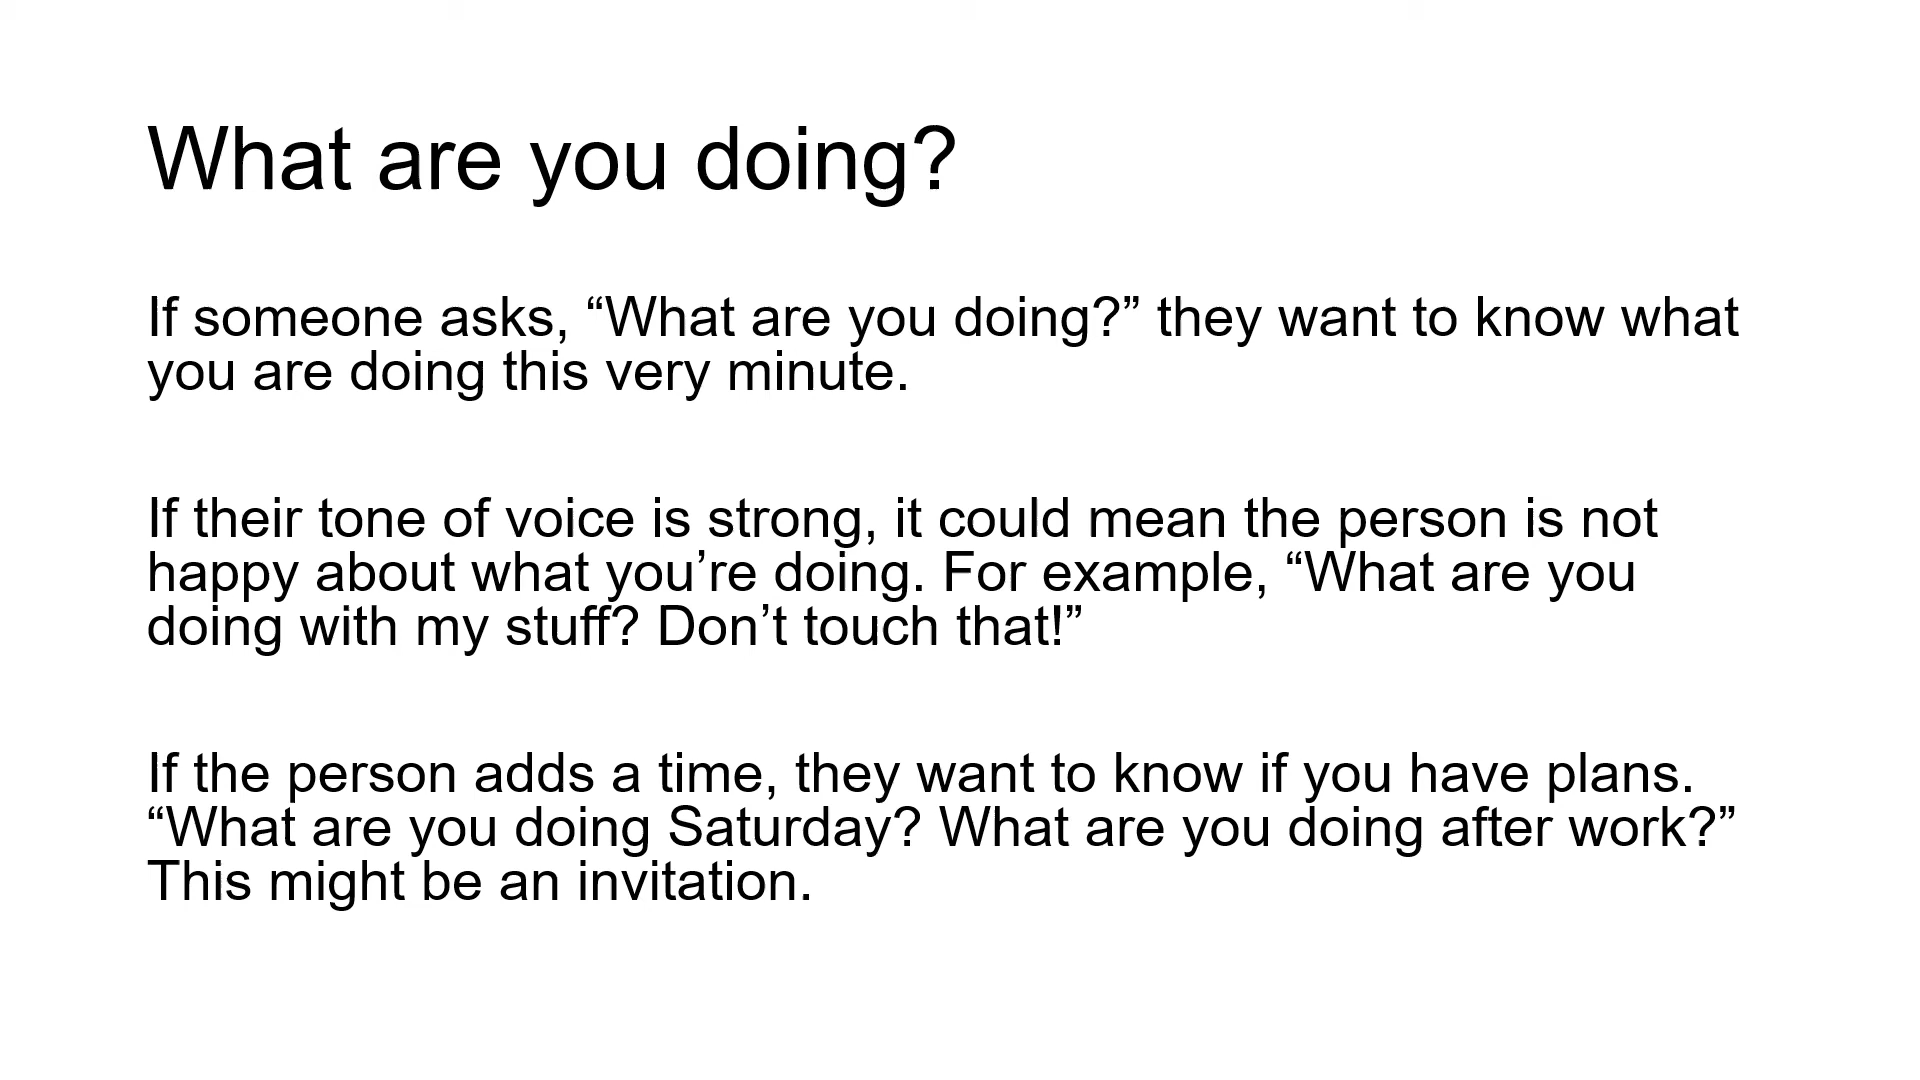 What are you doing?
If someone asks, “What are you doing?” they want to know what
you are doing this very minute.
If their tone of voice is strong, it could mean the person is not
happy about what you’re doing. For example, “What are you
doing with my stuff? Don’t touch that!”
If the person adds a time, they want to know if you have plans.
“What are you doing Saturday? What are you doing after work?”
This might be an invitation.